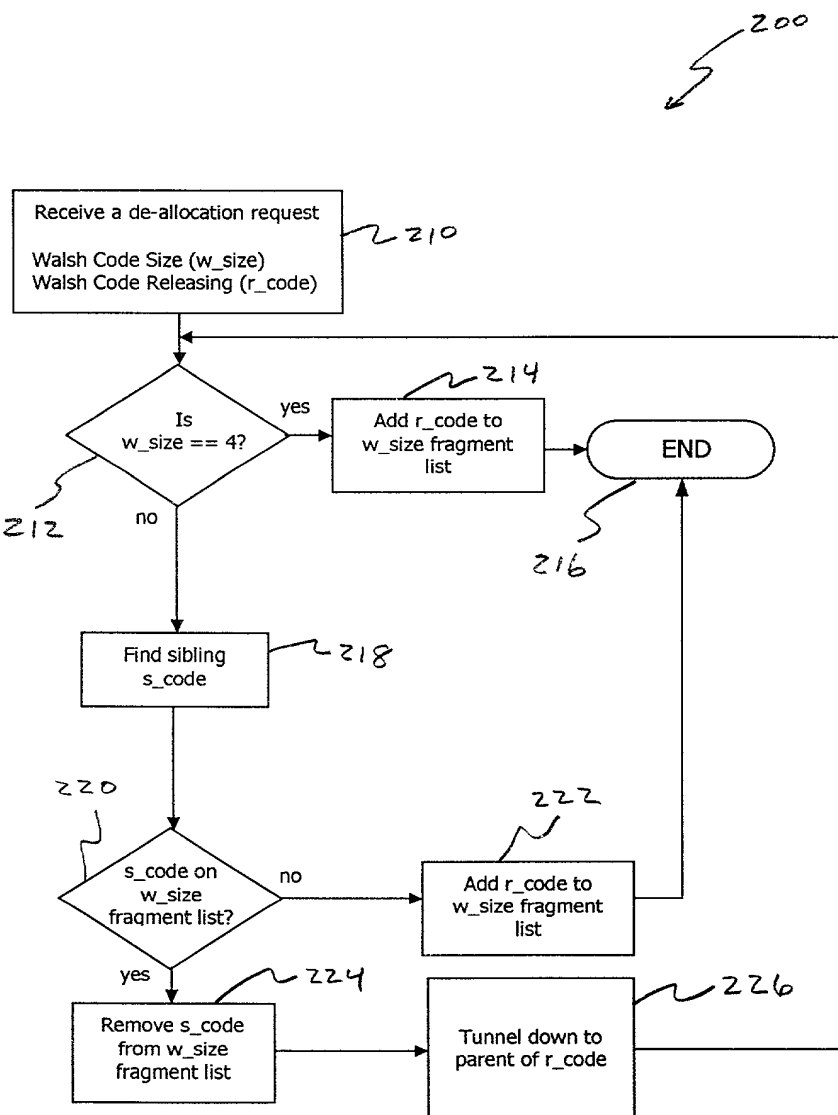 200
Receive a de-allocation request
Walsh Code Size (w_size)
Walsh Code Releasing (r_code)
210
Is
w_size == 4?
yes
no
212
214
Add r_code to
w_size fragment
list
END
216
Find sibling
s_code
218
220
s_code on
w_size
fragment list?
no
yes
222
Add r_code to
w_size fragment
list
224
Remove s_code
from w_size
fragment list
226
Tunnel down to
parent of r_code